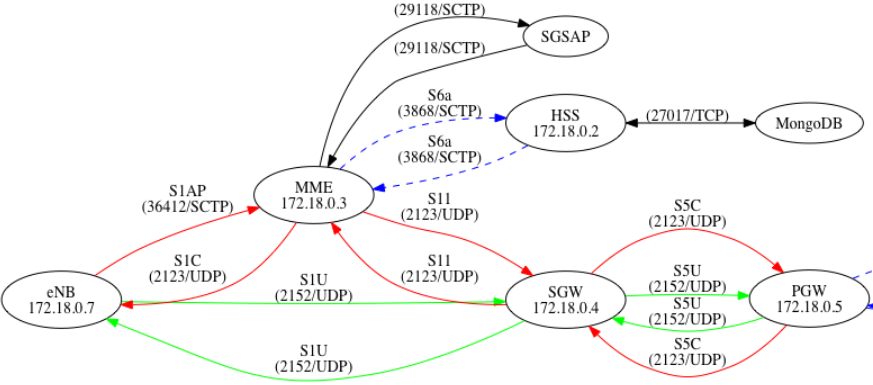 (29118/SCTP)
SGSAP
(29118/SCTP)
S6a
(3868/SCTP)
HSS
172.18.0.2
(27017/TCP)
MongoDB
S6a
(3868/SCTP)
MME
172.18.0.3
S1AP
(36412/SCTP)
S11
(2123/UDP)
S5C
(2123/UDP)
S1C
(2123/UDP)
S11
(2123/UDP)
eNB
172.18.0.7
S1U
(2152/UDP)
SGW
172.18.0.4
S5U
(2152/UDP)
S5U
(2152/UDP)
PGW
172.18.0.5
S1U
(2152/UDP)
S5C
(2123/UDP)